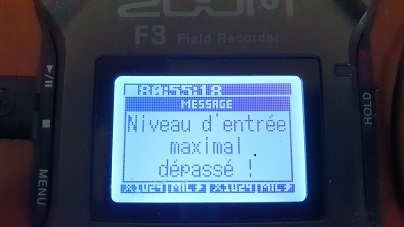 ZOOM
F3 Field Recorder
MESSAGE
Niveau d'entrée
maximal
dépassé !
HOLD
MENU